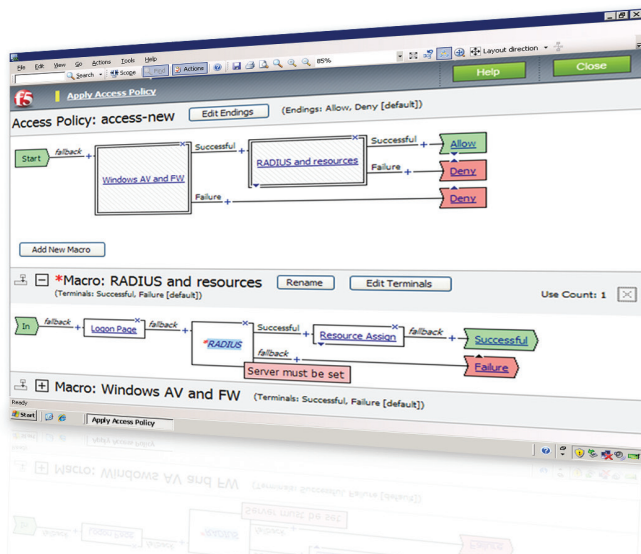 File Edit View Go Actions Tools Help
Search Scope Actions 85% Layout direction
f5 Apply Access Policy Help Close
Access Policy: access-new Edit Endings (Endings: Allow, Deny [default])
Start fallback + Windows AV and FW Successful + RADIUS and resources Successful + Allow
Failure + Deny
Failure + Deny
Add New Macro
*Macro: RADIUS and resources Rename Edit Terminals Use Count: 1
(Terminals: Successful, Failure [default])
In fallback + Logon Page fallback + *RADIUS Successful + Resource Assign fallback + Successful
fallback + Failure
Server must be set
Macro: Windows AV and FW (Terminals: Successful, Failure [default])
Ready
Start Apply Access Policy